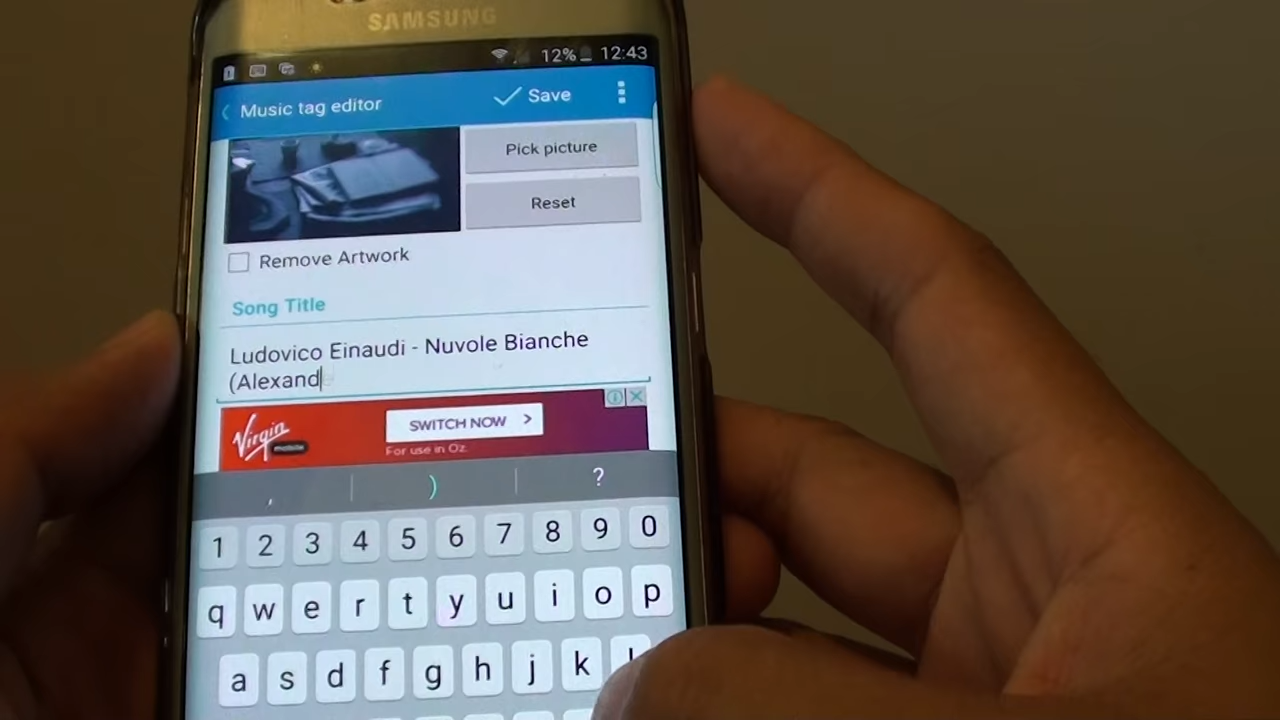 SAMSUNG
12% 12:43
Music tag editor Save
Pick picture
Reset
Remove Artwork
Song Title
Ludovico Einaudi - Nuvole Bianche
(Alexand
Virgin
mobile
SWITCH NOW >
For use in Oz
, ) ?
1 2 3 4 5 6 7 8 9 0
q w e r t y u i o p
a s d f g h j k